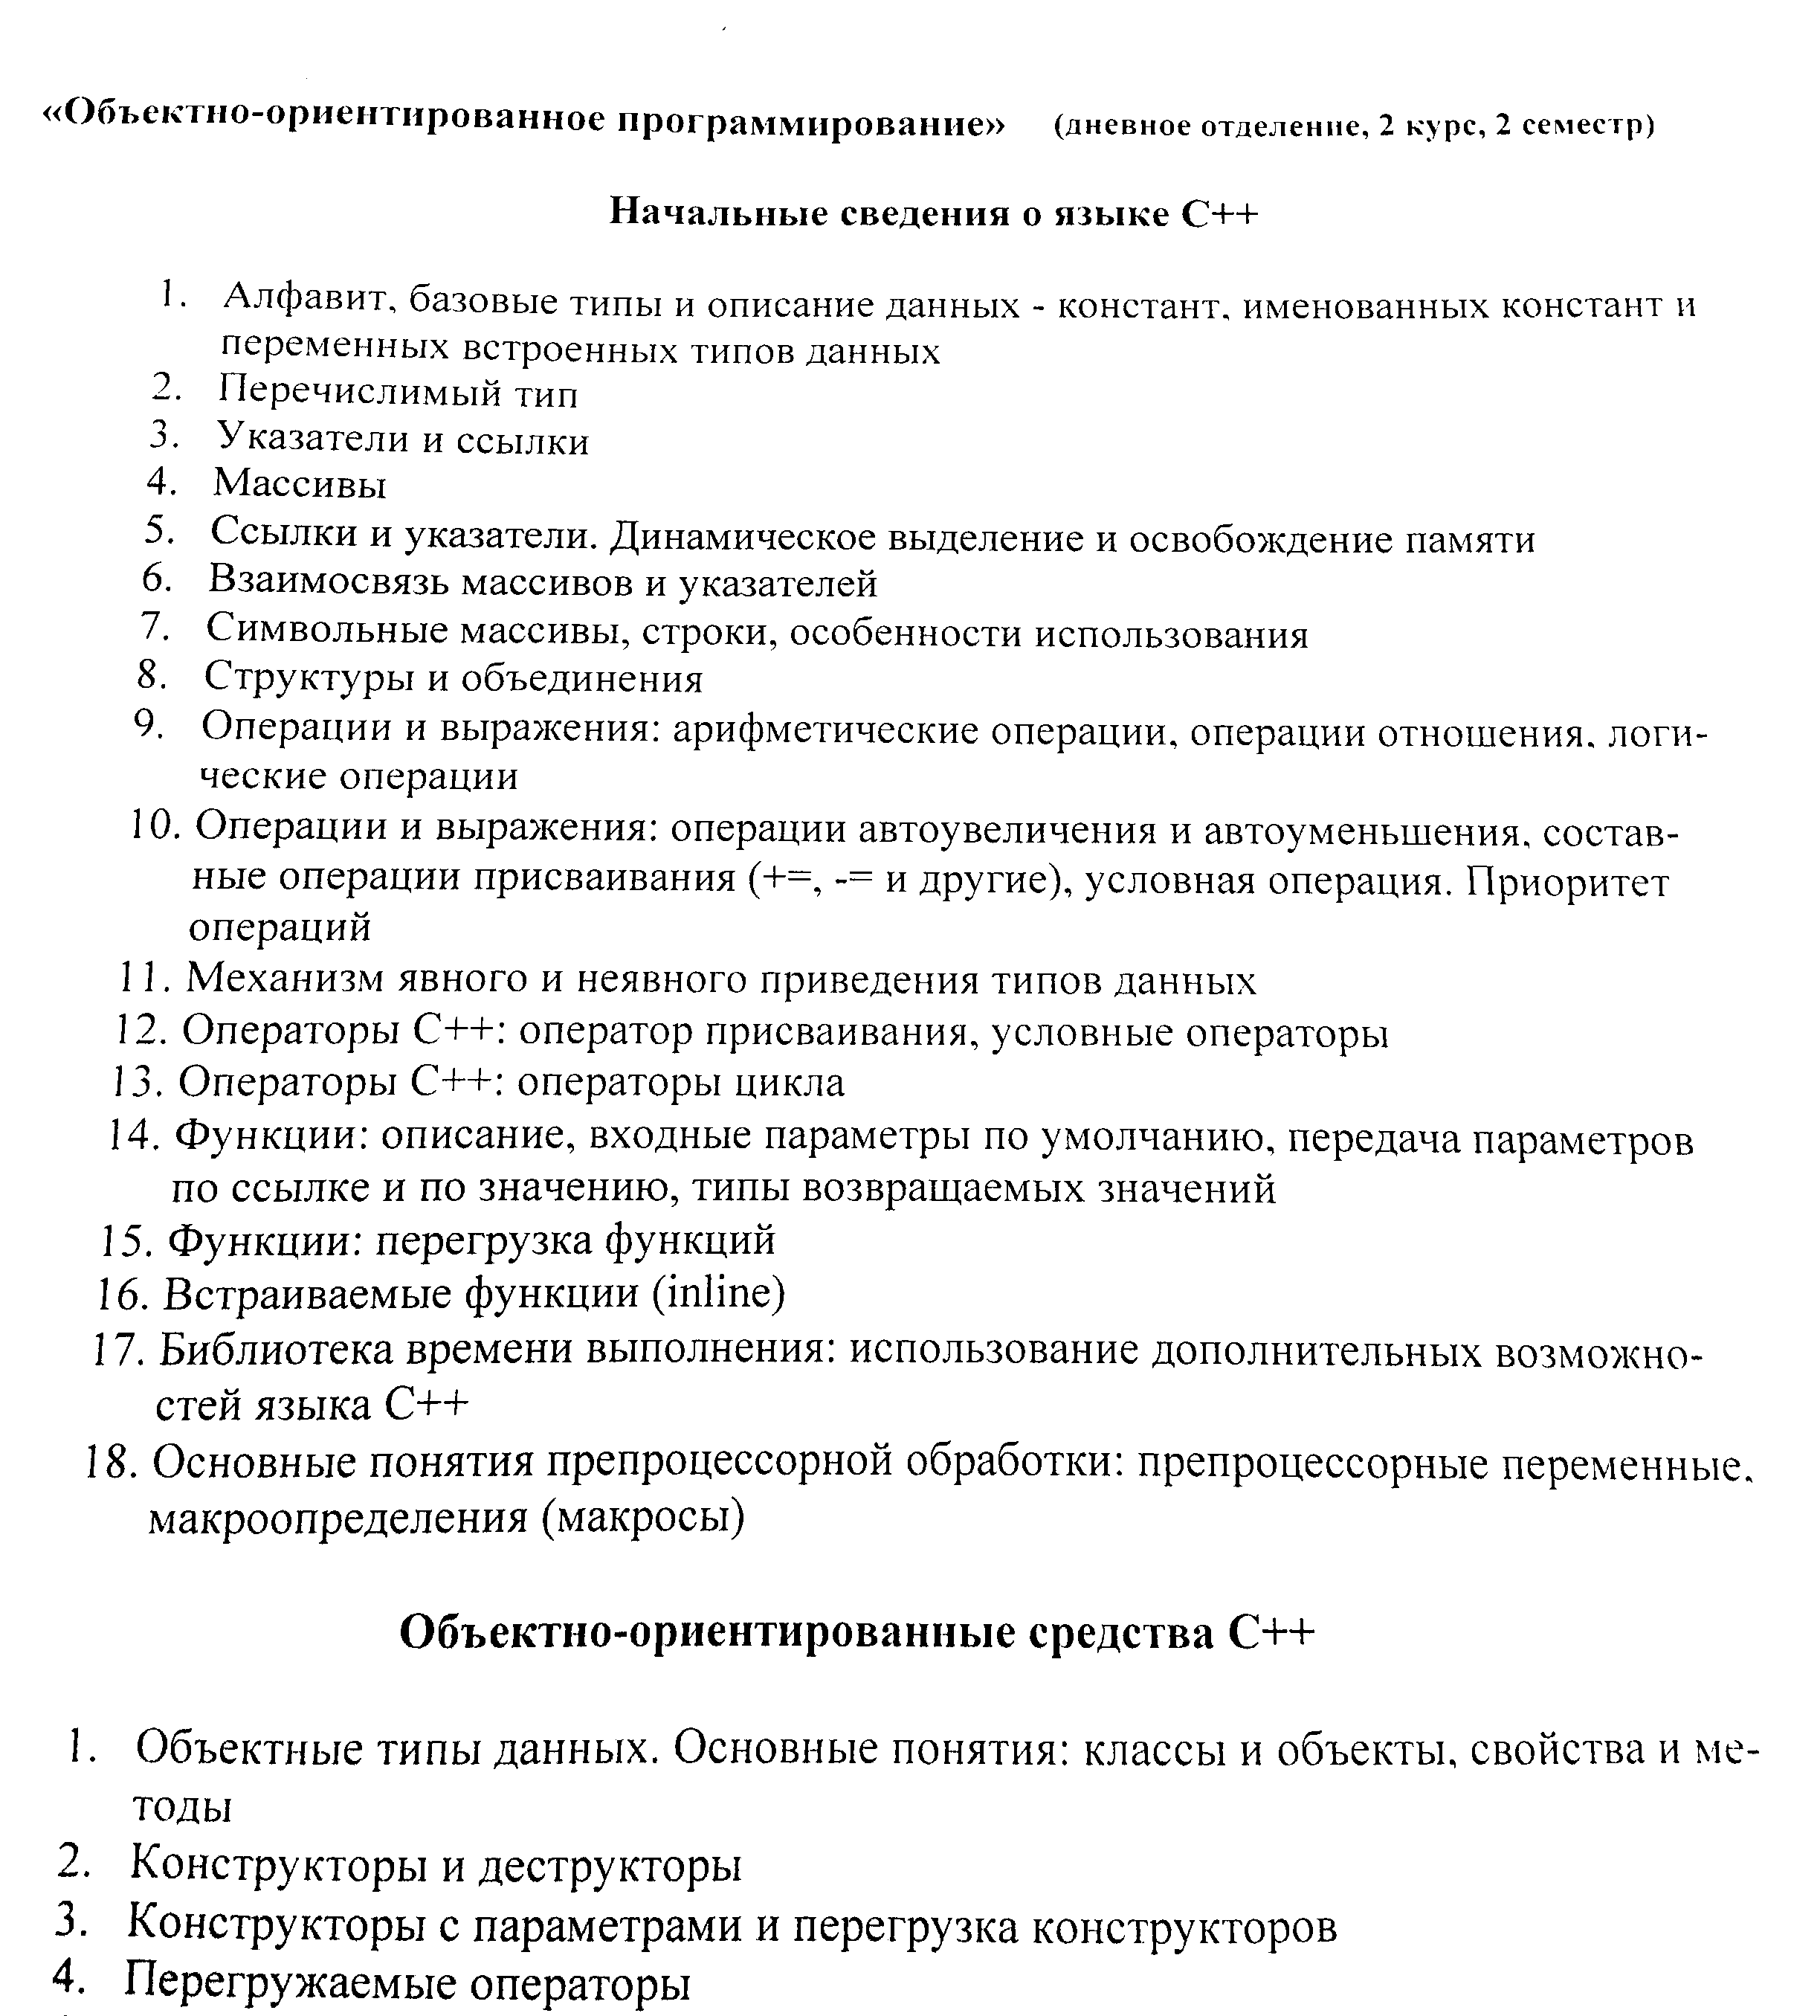 «Объектно-ориентированное программирование» (дневное отделение, 2 курс, 2 семестр)
Начальные сведения о языке С++
1. Алфавит, базовые типы и описание данных - констант, именованных констант и
переменных встроенных типов данных
2. Перечислимый тип
3. Указатели и ссылки
4. Массивы
5. Ссылки и указатели. Динамическое выделение и освобождение памяти
6. Взаимосвязь массивов и указателей
7. Символьные массивы, строки, особенности использования
8. Структуры и объединения
9. Операции и выражения: арифметические операции, операции отношения, логи-
ческие операции
10. Операции и выражения: операции автоувеличения и автоуменьшения, состав-
ные операции присваивания (+=, -= и другие), условная операция. Приоритет
операций
11. Механизм явного и неявного приведения типов данных
12. Операторы С++: оператор присваивания, условные операторы
13. Операторы С++: операторы цикла
14. Функции: описание, входные параметры по умолчанию, передача параметров
по ссылке и по значению, типы возвращаемых значений
15. Функции: перегрузка функций
16. Встраиваемые функции (inline)
17. Библиотека времени выполнения: использование дополнительных возможно-
стей языка С++
18. Основные понятия препроцессорной обработки: препроцессорные переменные,
макроопределения (макросы)
Объектно-ориентированные средства С++
1. Объектные типы данных. Основные понятия: классы и объекты, свойства и ме-
тоды
2. Конструкторы и деструкторы
3. Конструкторы с параметрами и перегрузка конструкторов
4. Перегружаемые операторы